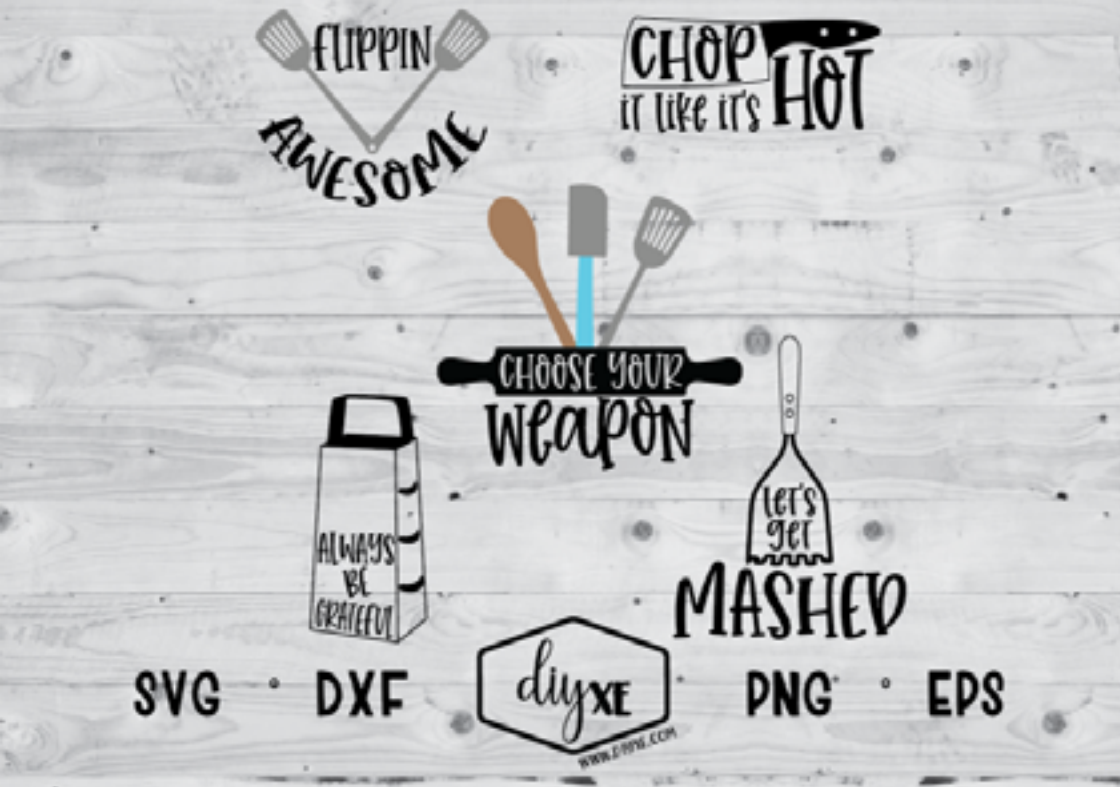 FLIPPIN
AWESOME
CHOP
iT Like iT's HOT
CHOOSE YOUR
WeaPON
ALWAYS
BE
GRATEFUL
LeT's
geT
MASHED
SVG • DXF
diyXE
PNG • EPS